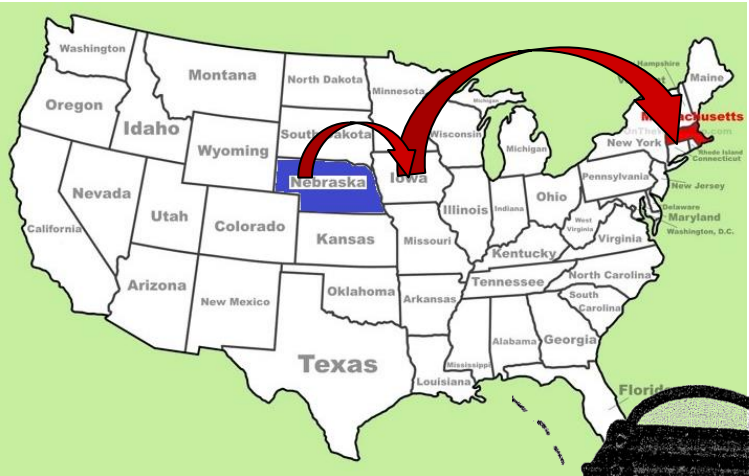 Washington
Montana
North Dakota
Minnesota
Hampshire
Maine
Oregon
Idaho
South Dakota
Wisconsin
Michigan
Wyoming
Michigan
New York
Rhode Island
Connecticut
Nebraska
Iowa
Pennsylvania
New Jersey
Nevada
Utah
Colorado
Kansas
Missouri
Illinois
Indiana
Ohio
West
Virginia
Virginia
Delaware
Maryland
Washington, D.C.
California
Kentucky
Arizona
New Mexico
Oklahoma
Arkansas
Tennessee
North Carolina
South
Carolina
Texas
Louisiana
Mississippi
Alabama
Georgia